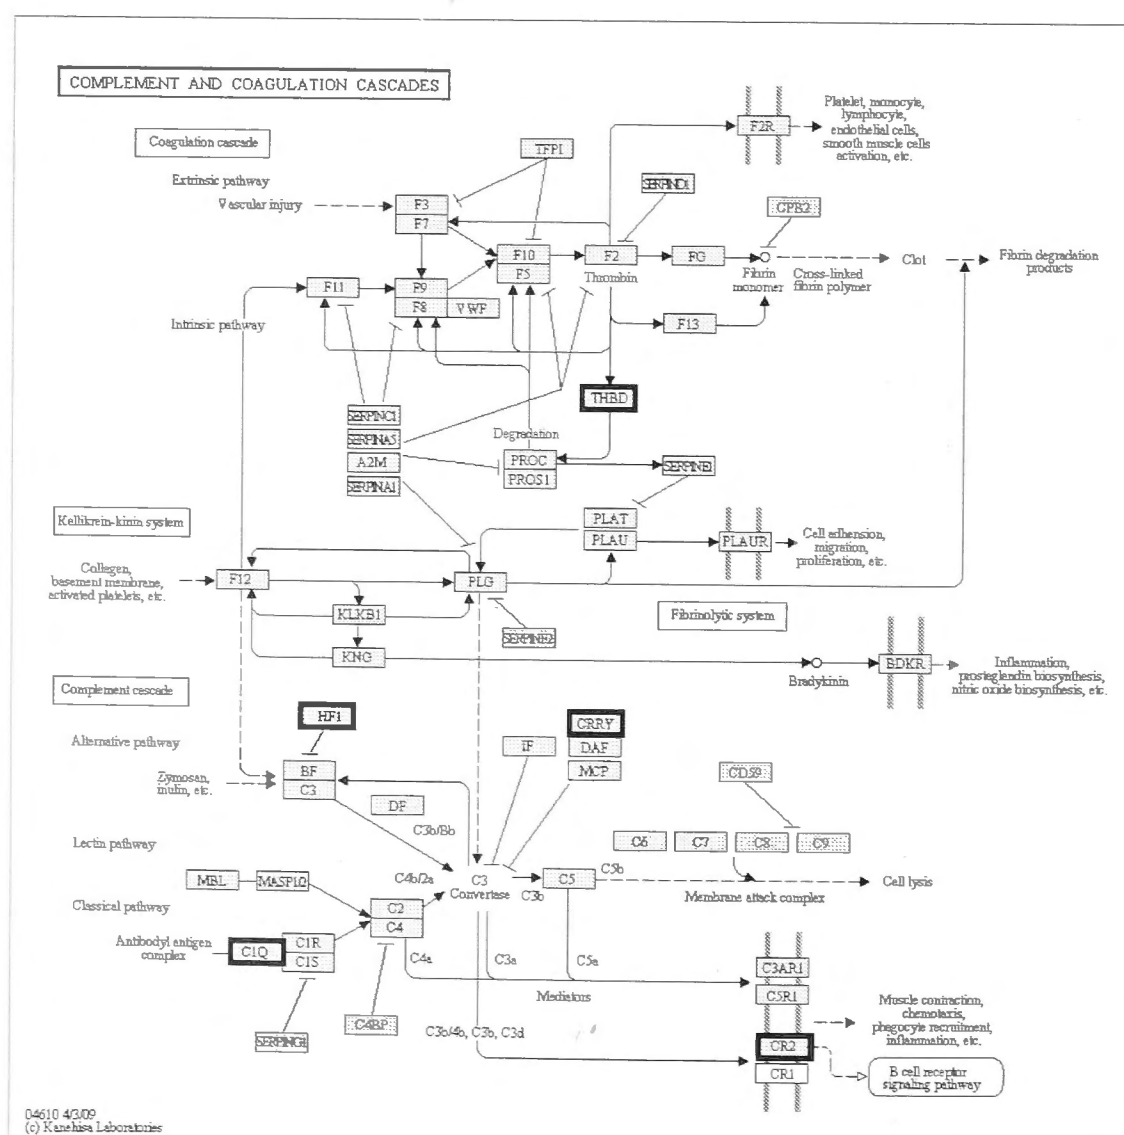 COMPLEMENT AND COAGULATION CASCADES
Coagulation cascade
Extrinsic pathway
Vascular injury
TFPI
F2R
Platelet, monocyte,
lymphocyte,
endothelial cells,
smooth muscle cells
activation, etc.
SERPIND1
CPB2
F3
F7
F10
F5
F2
Thrombin
FG
Fibrin
monomer
Cross-linked
fibrin polymer
Clot
Fibrin degradation
products
F11
F9
F8
VWF
F13
Intrinsic pathway
THBD
SERPINC1
SERPINA5
A2M
SERPINA1
Degradation
PROC
PROS1
SERPINE1
PLAT
PLAU
PLAUR
Cell adhension,
migration,
proliferation, etc.
Kellikrein-kinin system
Collagen,
basement membrane,
activated platelets, etc.
F12
PLG
KLKB1
KNG
SERPINE2
Fibrinolytic system
Bradykinin
BDKR
Inflammation,
prosteglendin biosynthesis,
nitric oxide biosynthesis, etc.
Complement cascade
Alternative pathway
HF1
CRRY
DAF
MCP
IF
Zymosan,
inulin, etc.
BF
C3
DF
C3b/Bb
CD59
C6
C7
C8
C9
Lectin pathway
MBL
MASP1/2
C4b/2a
C3
Convertase
C3b
C5
C5b
Membrane attack complex
Cell lysis
Classical pathway
C2
C4
Antibodyl antigen
complex
C1Q
C1R
C1S
C4a
C3a
C5a
Mediators
C3AR1
C5R1
Muscle contraction,
chemotaxis,
phegocyte recruitment,
inflammation, etc.
SERPING1
C4BP
C3b/4b, C3b, C3d
CR2
CR1
B cell receptor
signaling pathway
04610 4/3/09
(c) Kanehisa Laboratories